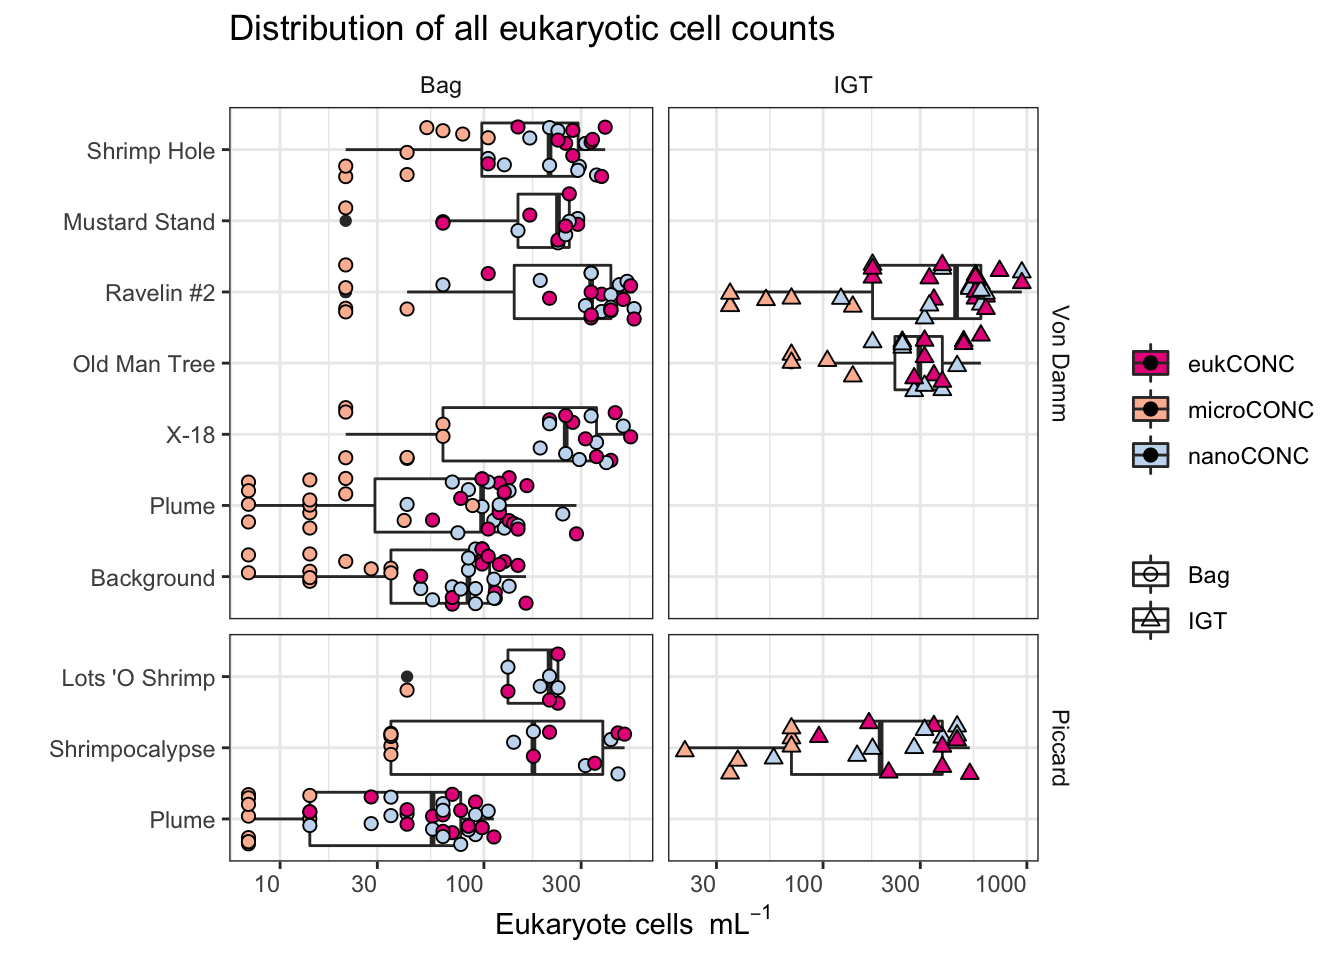 Distribution of all eukaryotic cell counts
Bag
IGT
Shrimp Hole
Mustard Stand
Ravelin #2
Old Man Tree
X-18
Plume
Background
Von Damm
Lots 'O Shrimp
Shrimpocalypse
Plume
Piccard
10 30 100 300
30 100 300 1000
Eukaryote cells mL⁻¹
eukCONC
microCONC
nanoCONC
Bag
IGT